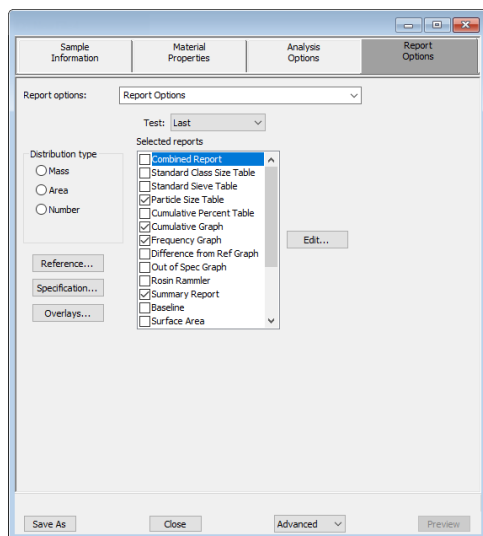 Sample
Information
Material
Properties
Analysis
Options
Report
Options
Report options:
Report Options
Test:
Last
Selected reports
Distribution type
Mass
Area
Number
Combined Report
Standard Class Size Table
Standard Sieve Table
Particle Size Table
Cumulative Percent Table
Cumulative Graph
Frequency Graph
Difference from Ref Graph
Out of Spec Graph
Rosin Rammler
Summary Report
Baseline
Surface Area
Edit...
Reference...
Specification...
Overlays...
Save As
Close
Advanced
Preview